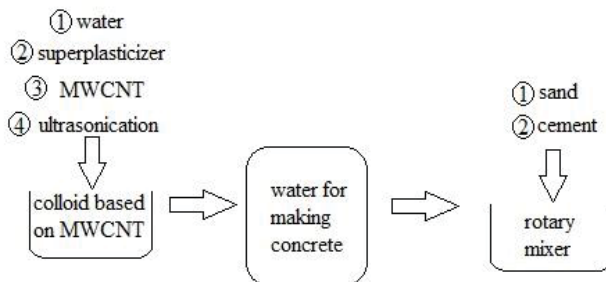 ① water
② superplasticizer
③ MWCNT
④ ultrasonication
colloid based
on MWCNT
water for
making
concrete
① sand
② cement
rotary
mixer